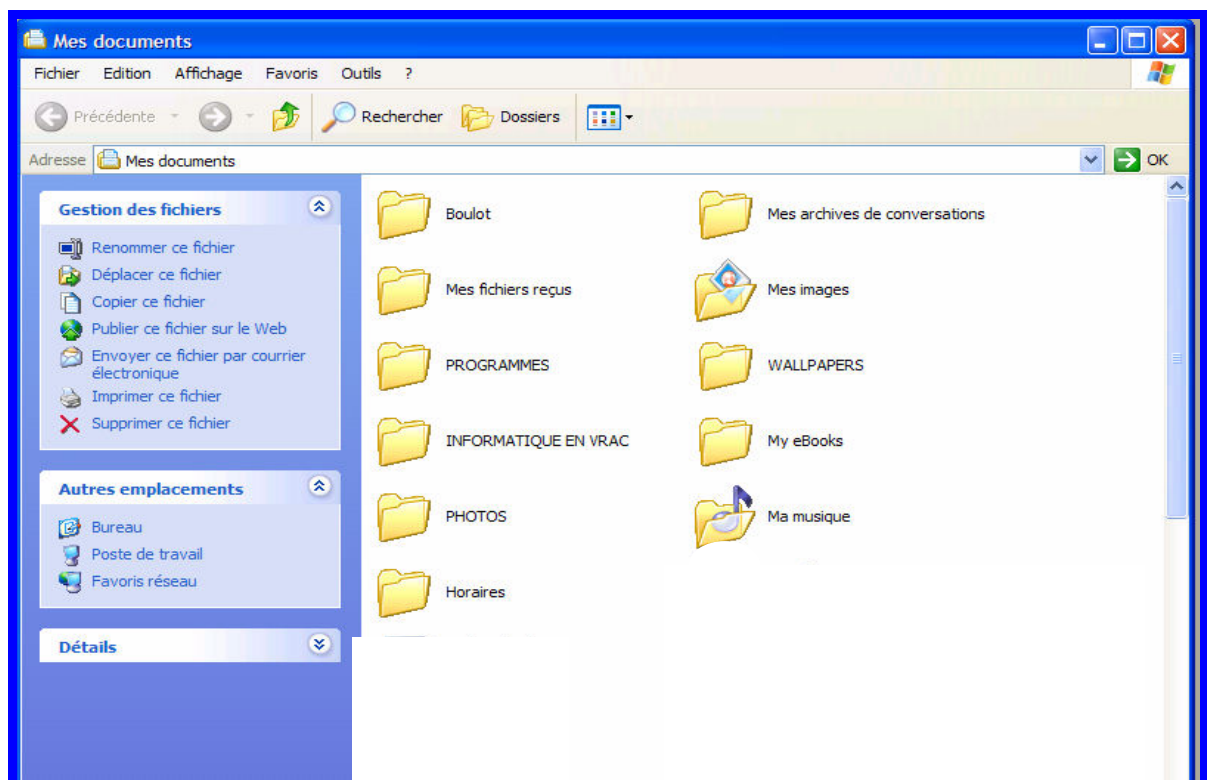 Mes documents
Fichier Edition Affichage Favoris Outils ?
Précédente Rechercher Dossiers
Adresse Mes documents OK
Gestion des fichiers
Renommer ce fichier
Déplacer ce fichier
Copier ce fichier
Publier ce fichier sur le Web
Envoyer ce fichier par courrier
électronique
Imprimer ce fichier
Supprimer ce fichier
Autres emplacements
Bureau
Poste de travail
Favoris réseau
Détails
Boulot Mes archives de conversations
Mes fichiers reçus Mes images
PROGRAMMES WALLPAPERS
INFORMATIQUE EN VRAC My eBooks
PHOTOS Ma musique
Horaires